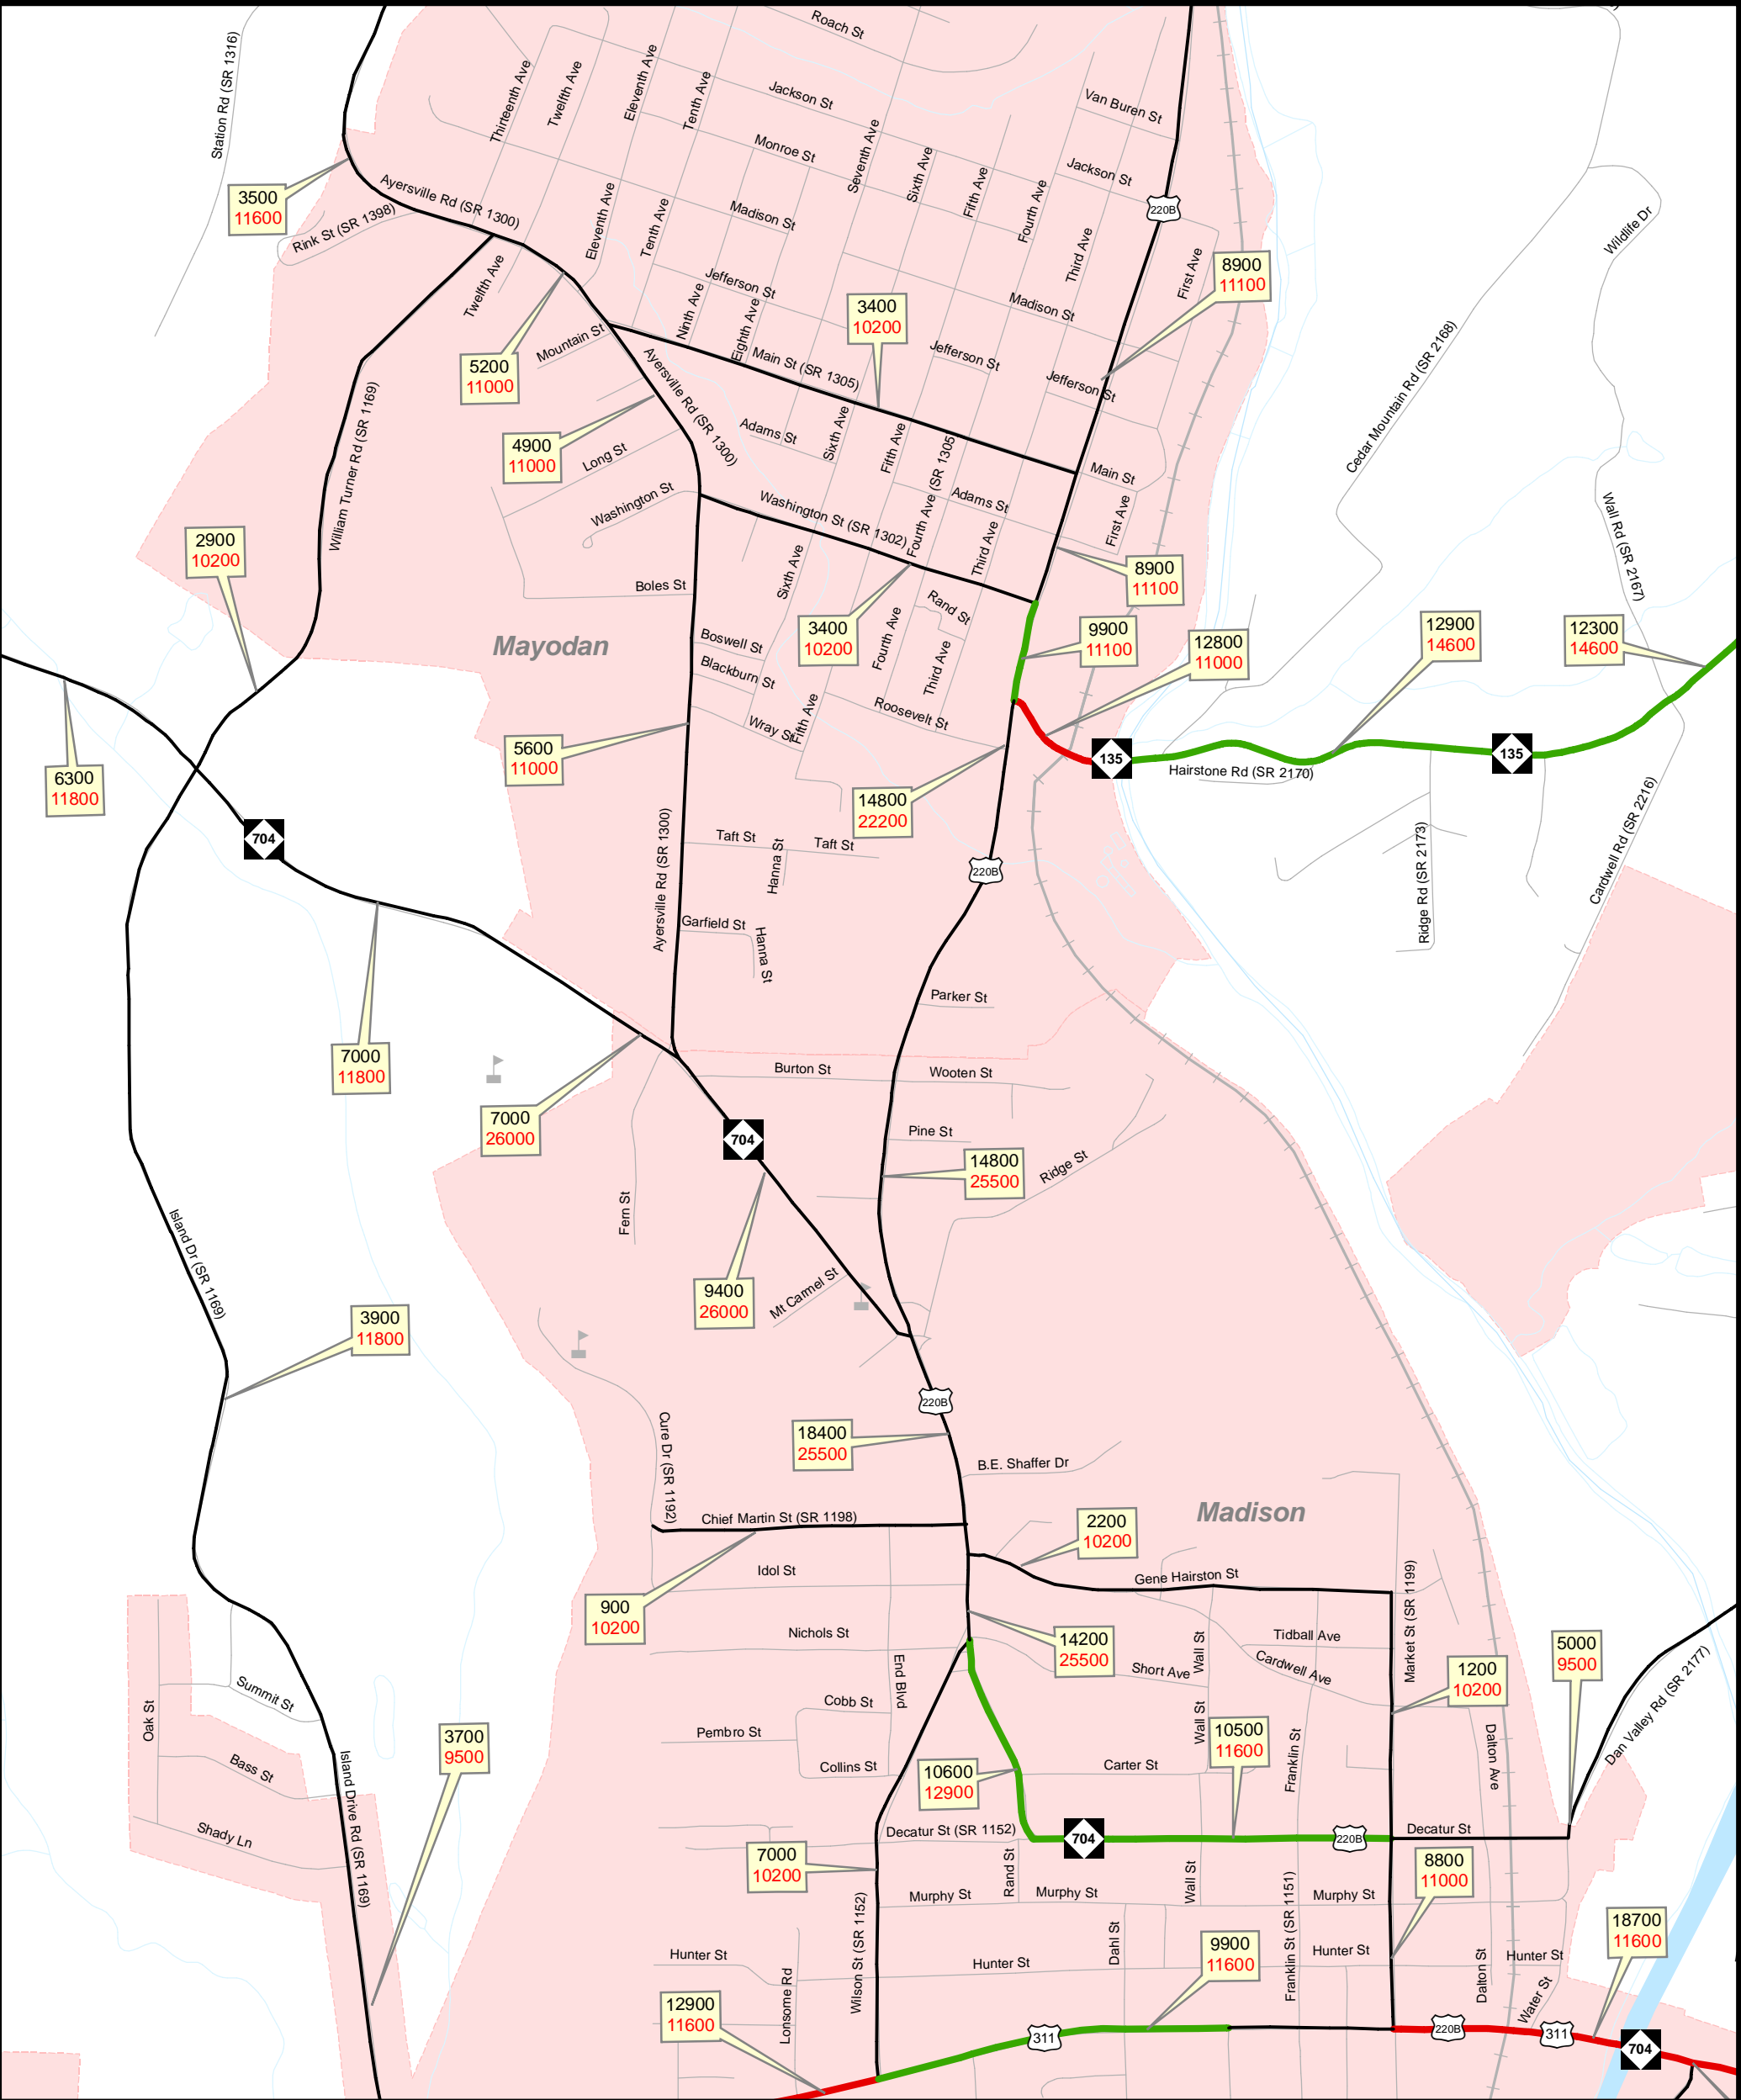 Roach St
Station Rd (SR 1316)
Thirteenth Ave
Twelfth Ave
Eleventh Ave
Tenth Ave
Jackson St
Van Buren St
Monroe St
Seventh Ave
Sixth Ave
Fifth Ave
Fourth Ave
Jackson St
3500
11600
Ayersville Rd (SR 1300)
Rink St (SR 1398)
Eleventh Ave
Tenth Ave
Madison St
Third Ave
220B
First Ave
Wildlife Dr
8900
11100
Twelfth Ave
Jefferson St
Ninth Ave
Eighth Ave
3400
10200
Madison St
Mountain St
5200
11000
Ayersville Rd (SR 1300)
Main St (SR 1305)
Jefferson St
Jefferson St
Cedar Mountain Rd (SR 2168)
William Turner Rd (SR 1169)
4900
11000
Long St
Adams St
Sixth Ave
Fifth Ave
Fourth Ave (SR 1305
Main St
Washington St
Washington St (SR 1302)
Adams St
Third Ave
First Ave
Wall Rd (SR 2167)
2900
10200
Sixth Ave
8900
11100
Boles St
Mayodan
Boswell St
Blackburn St
3400
10200
Fourth Ave
Rand St
Third Ave
9900
11100
12800
11000
12900
14600
12300
14600
Wray St
Fifth Ave
Roosevelt St
6300
11800
5600
11000
135
135
Hairstone Rd (SR 2170)
14800
22200
704
Ayersville Rd (SR 1300)
Taft St
Hanna St
Taft St
220B
Ridge Rd (SR 2173)
Cardwell Rd (SR 2216)
Garfield St
Hanna St
Parker St
7000
11800
Burton St
Wooten St
7000
26000
704
Pine St
14800
25500
Ridge St
Fern St
Island Dr (SR 1169)
9400
26000
Mt Carmel St
3900
11800
220B
18400
25500
B.E. Shaffer Dr
Cure Dr (SR 1192)
Chief Martin St (SR 1198)
Madison
2200
10200
Idol St
Gene Hairston St
Market St (SR 1199)
900
10200
Nichols St
14200
25500
Tidball Ave
Wall St
Short Ave
Cardwell Ave
1200
10200
5000
9500
Dan Valley Rd (SR 2177)
Summit St
Oak St
End Blvd
Cobb St
Pembro St
Wall St
10500
11600
Franklin St
Dalton Ave
3700
9500
Bass St
Island Drive Rd (SR 1169)
Collins St
10600
12900
Carter St
Shady Ln
Decatur St (SR 1152)
704
220B
Decatur St
7000
10200
Rand St
Wall St
8800
11000
Murphy St
Murphy St
Murphy St
Wilson St (SR 1152)
Franklin St (SR 1151)
18700
11600
Dahl St
9900
11600
Hunter St
Hunter St
Hunter St
Hunter St
Dalton St
Water St
Lonsome Rd
12900
11600
311
220B
311
704